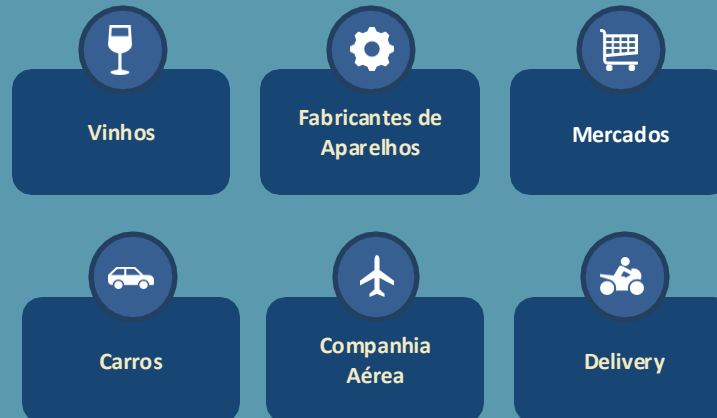 Vinhos
Fabricantes de
Aparelhos
Mercados
Carros
Companhia
Aérea
Delivery